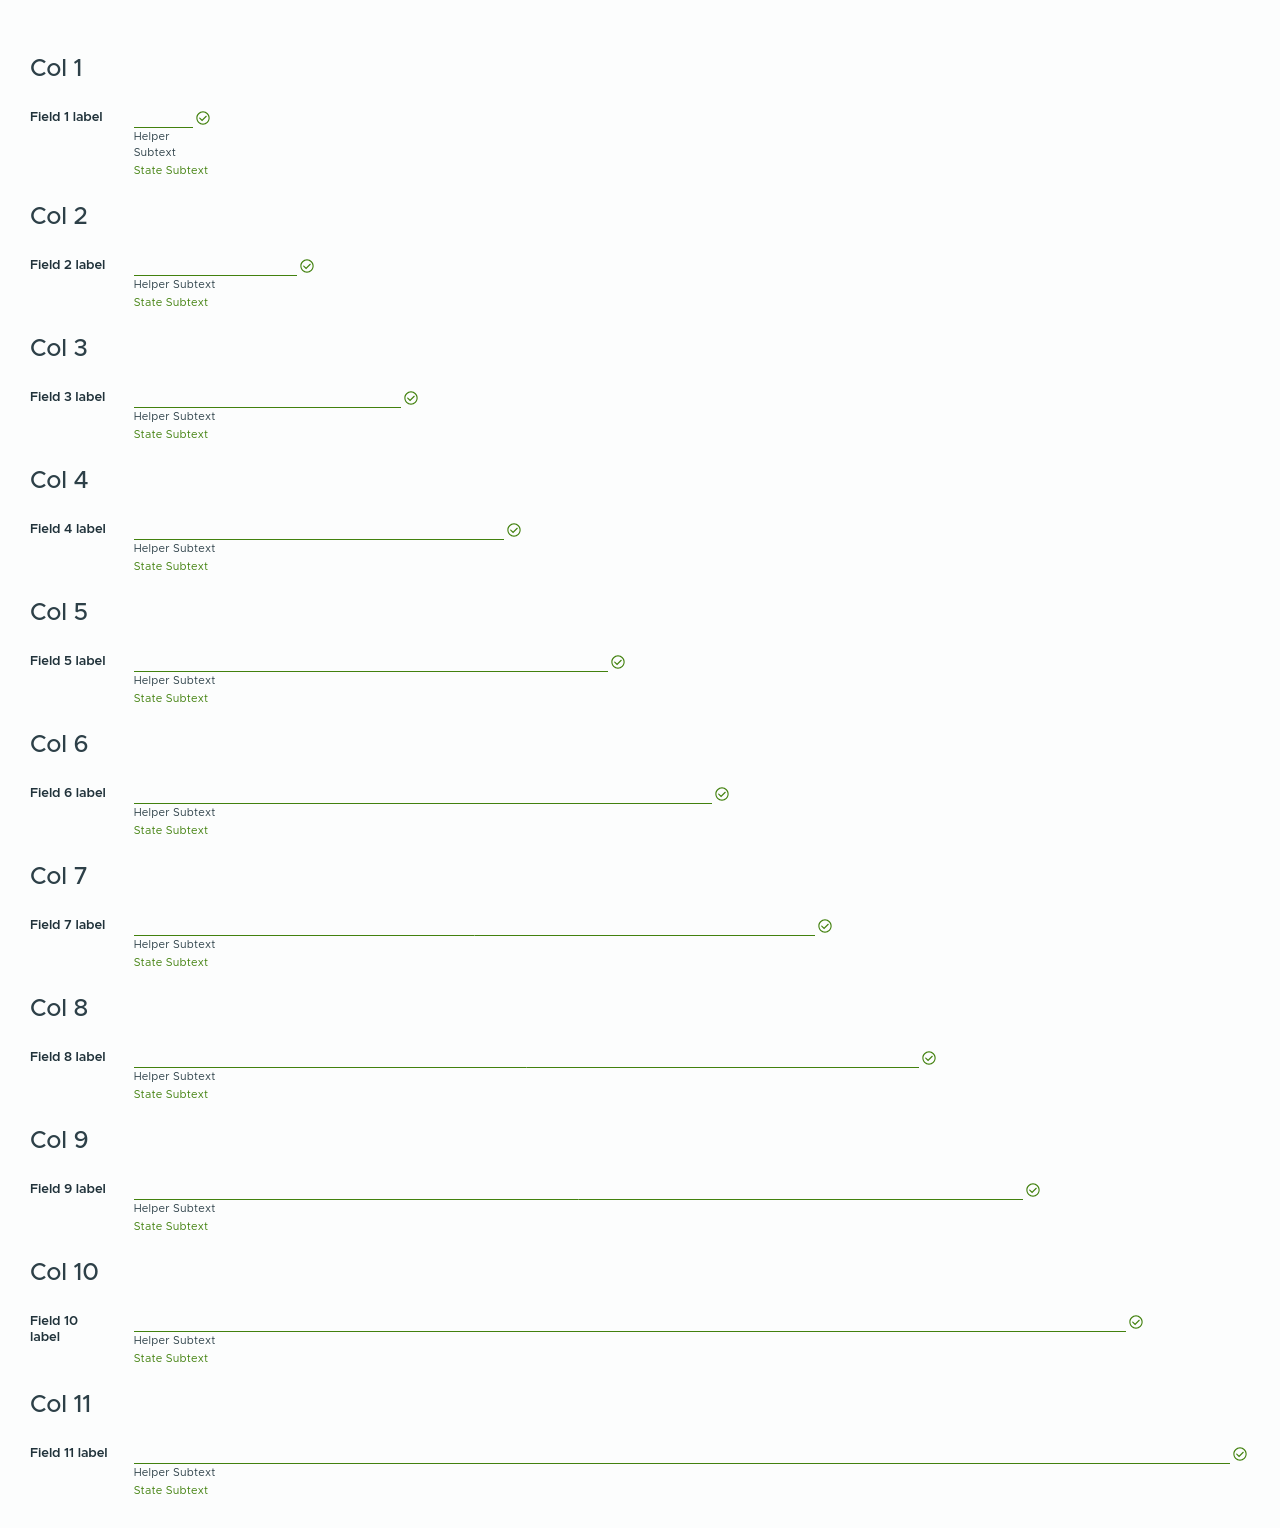 Col 1
Field 1 label
Helper
Subtext
State Subtext
Col 2
Field 2 label
Helper Subtext
State Subtext
Col 3
Field 3 label
Helper Subtext
State Subtext
Col 4
Field 4 label
Helper Subtext
State Subtext
Col 5
Field 5 label
Helper Subtext
State Subtext
Col 6
Field 6 label
Helper Subtext
State Subtext
Col 7
Field 7 label
Helper Subtext
State Subtext
Col 8
Field 8 label
Helper Subtext
State Subtext
Col 9
Field 9 label
Helper Subtext
State Subtext
Col 10
Field 10
label
Helper Subtext
State Subtext
Col 11
Field 11 label
Helper Subtext
State Subtext